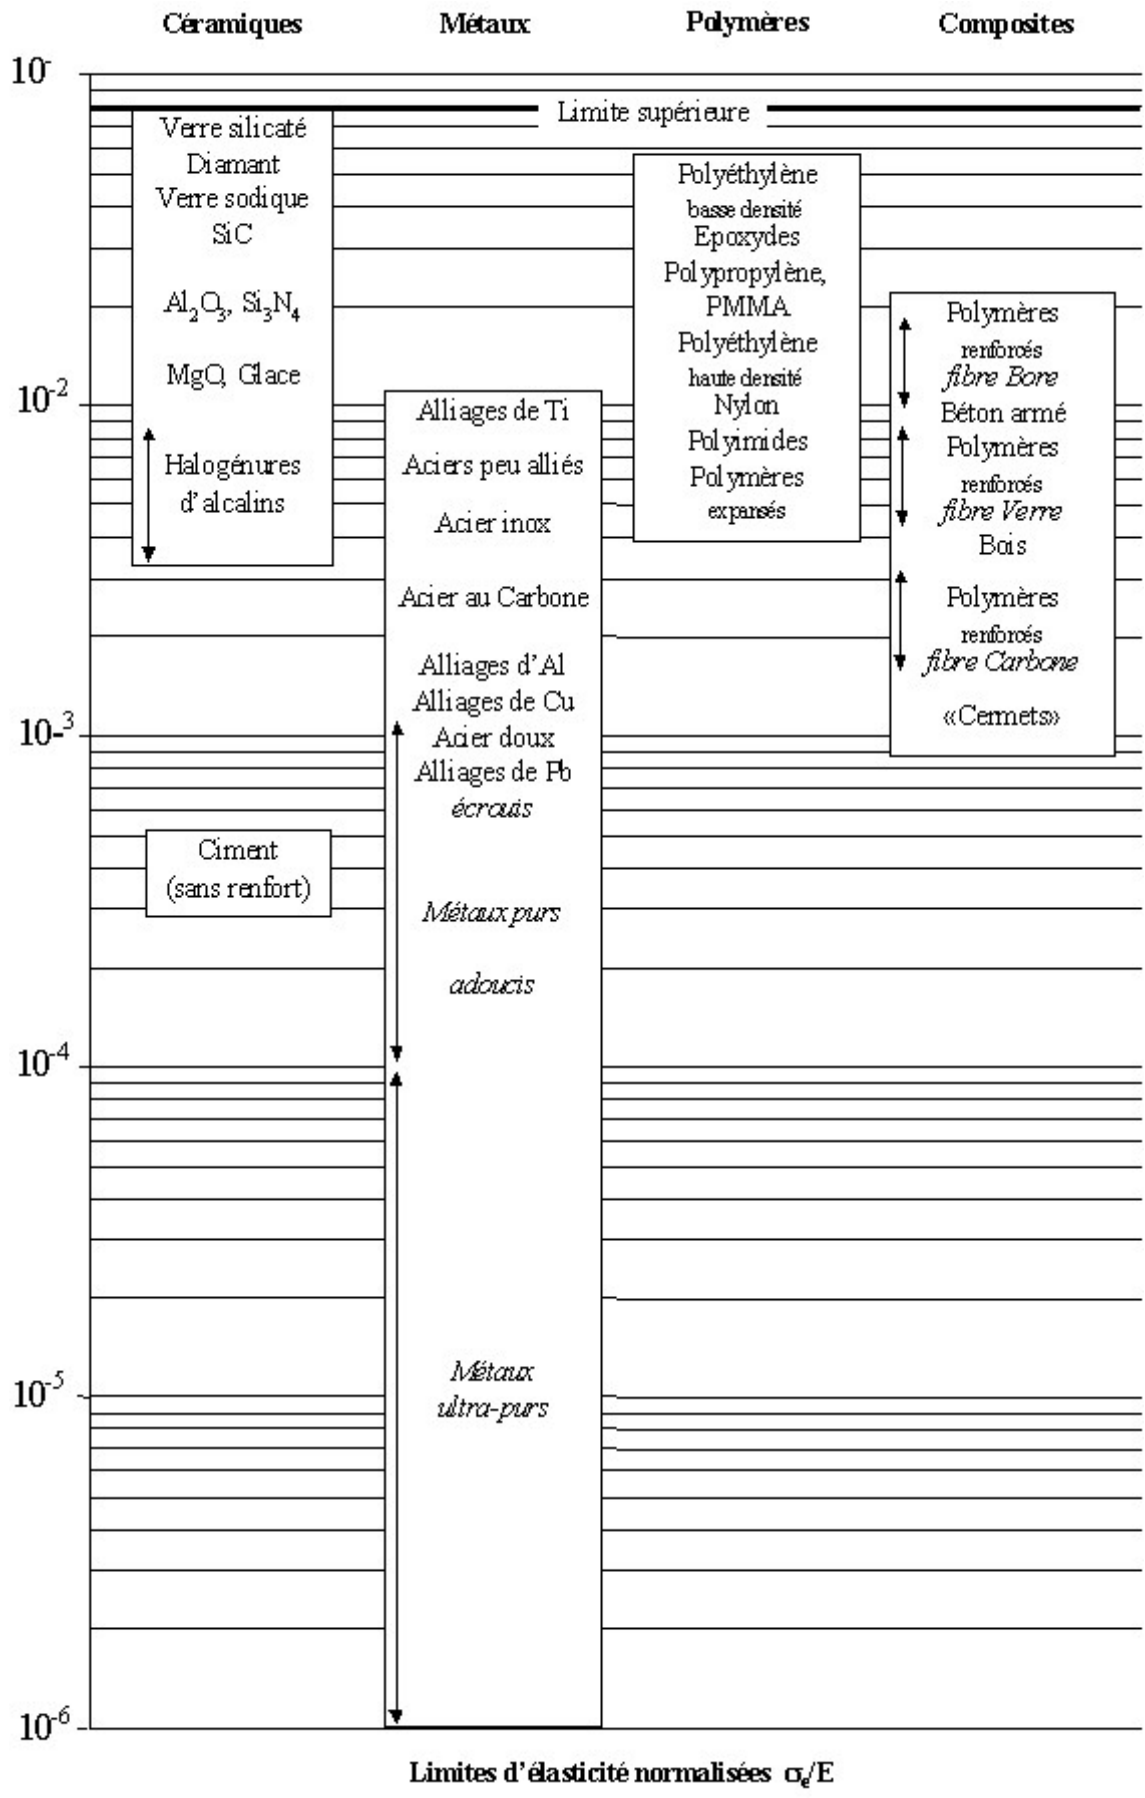 Céramiques Métaux Polymères Composites
10-
Limite supérieure
Verre silicaté
Diamant
Verre sodique
SiC
Al2O3, Si3N4
MgO, Glace
Halogénures
d'alcalins
Ciment
(sans renfort)
Alliages de Ti
Aciers peu alliés
Acier inox
Acier au Carbone
Alliages d'Al
Alliages de Cu
Acier doux
Alliages de Pb
écrouis
Métaux purs
adoucis
Métaux
ultra-purs
Polyéthylène
basse densité
Epoxydes
Polypropylène,
PMMA
Polyéthylène
haute densité
Nylon
Polyimides
Polymères
expansés
Polymères
renforcés
fibre Bore
Béton armé
Polymères
renforcés
fibre Verre
Bois
Polymères
renforcés
fibre Carbone
«Cermets»
10-2
10-3
10-4
10-5
10-6
Limites d'élasticité normalisées σe/E